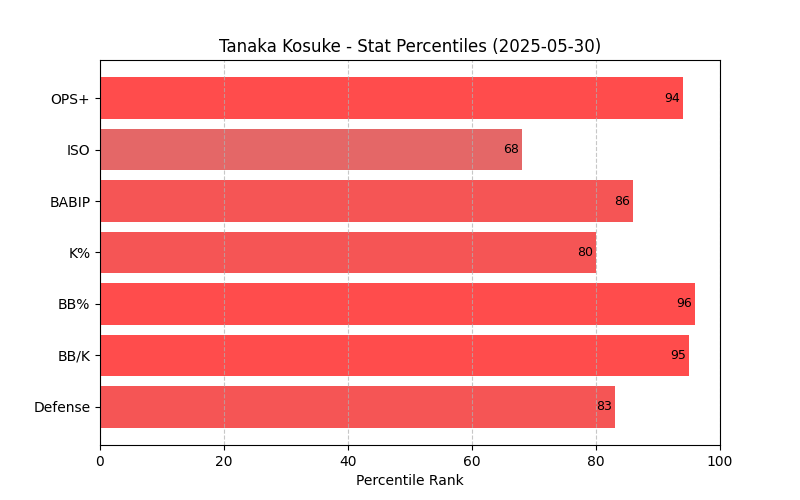 Tanaka Kosuke - Stat Percentiles (2025-05-30)
OPS+ 94
ISO 68
BABIP 86
K% 80
BB% 96
BB/K 95
Defense 83
0 20 40 60 80 100
Percentile Rank